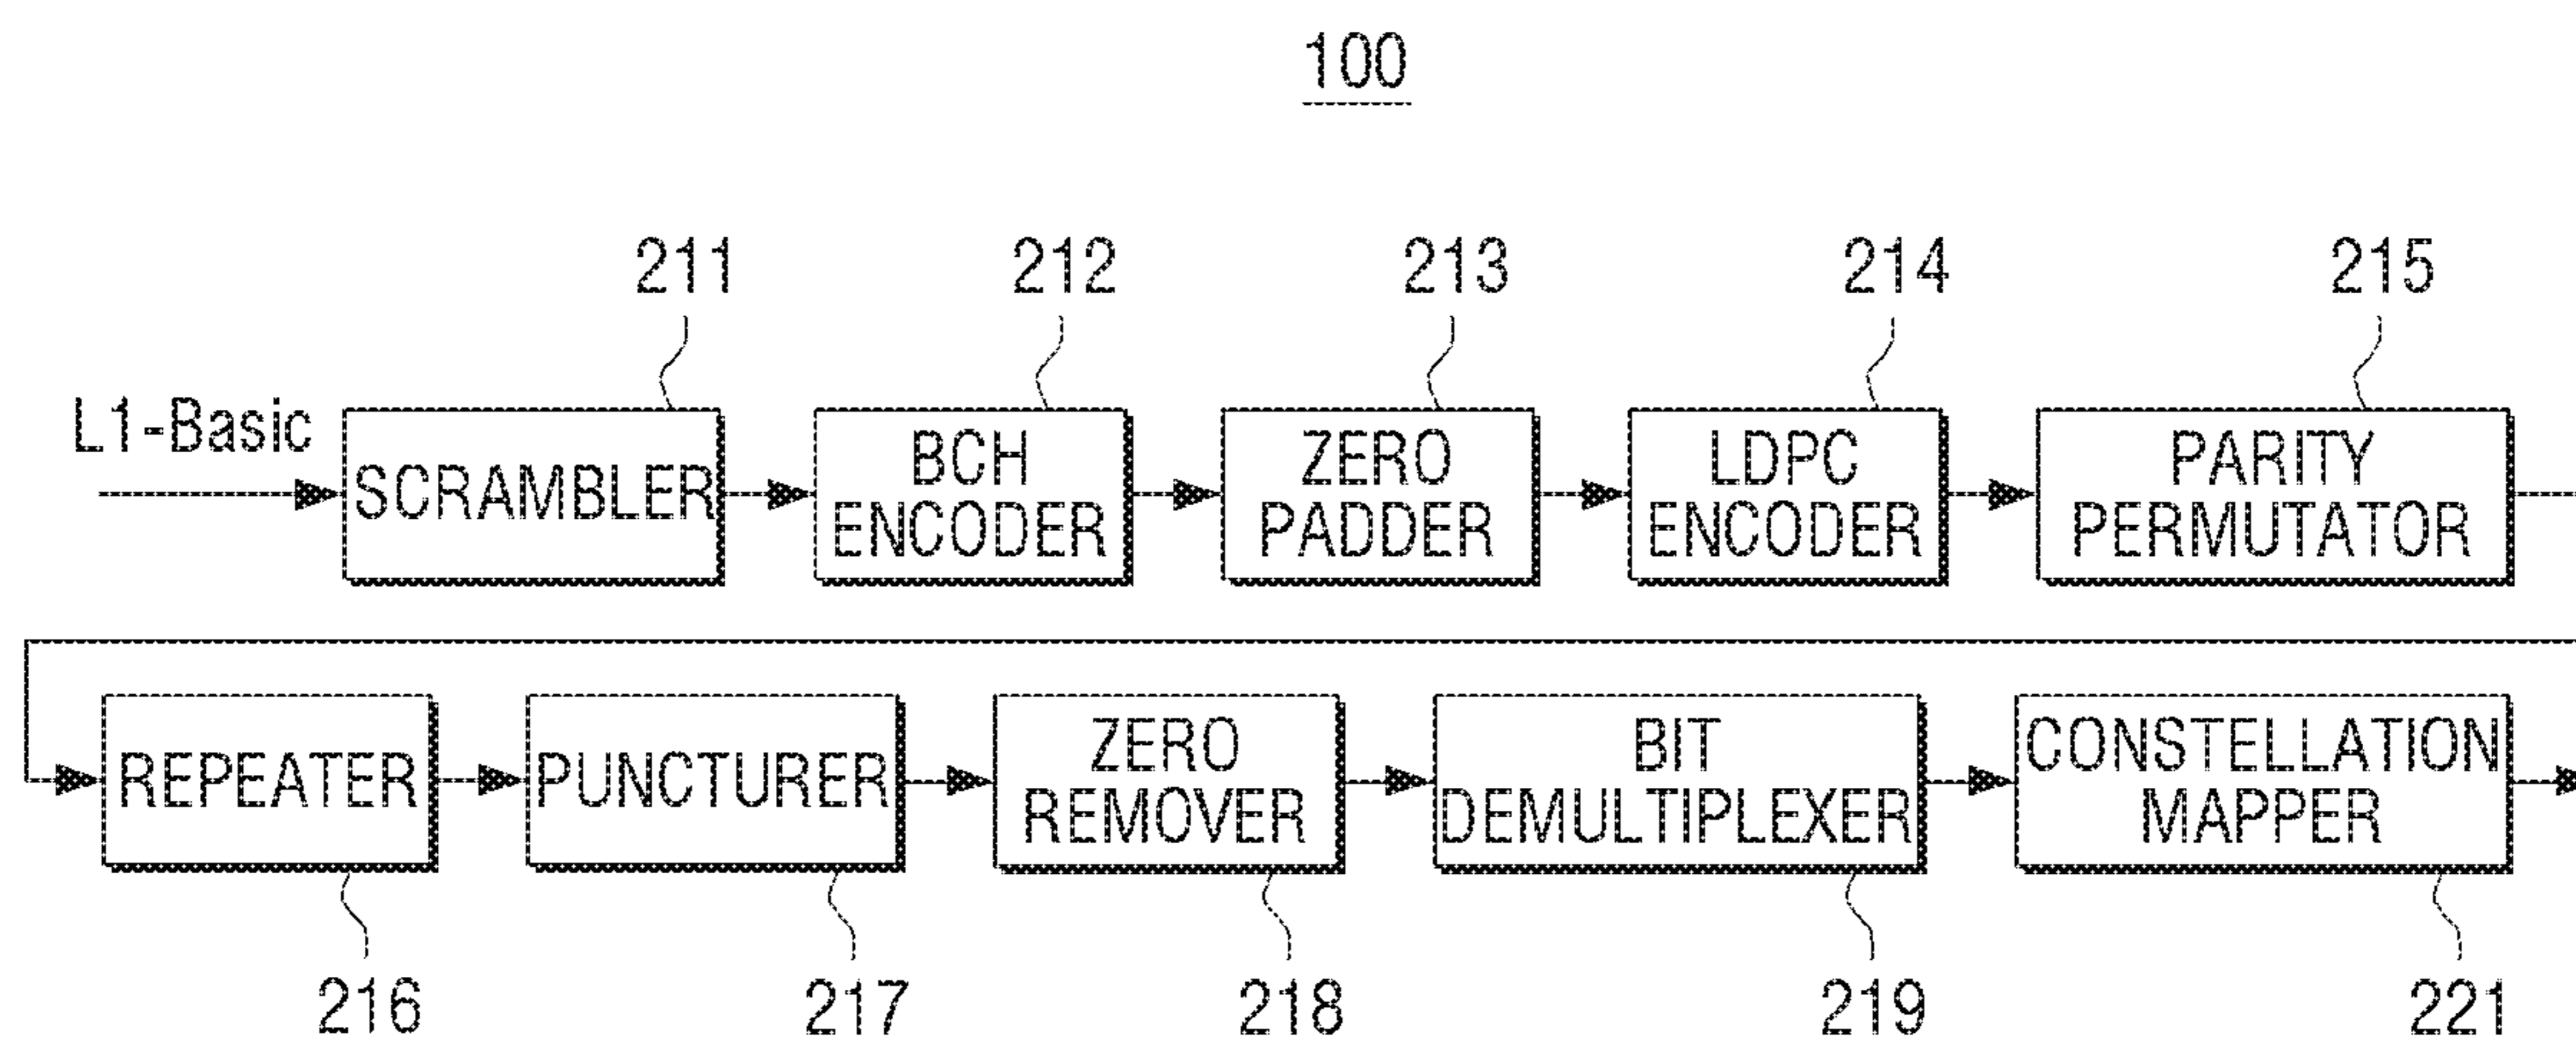 100
211
212
213
214
215
L1-Basic
SCRAMBLER
BCH
ENCODER
ZERO
PADDER
LDPC
ENCODER
PARITY
PERMUTATOR
REPEATER
PUNCTURER
ZERO
REMOVER
BIT
DEMULTIPLEXER
CONSTELLATION
MAPPER
216
217
218
219
221